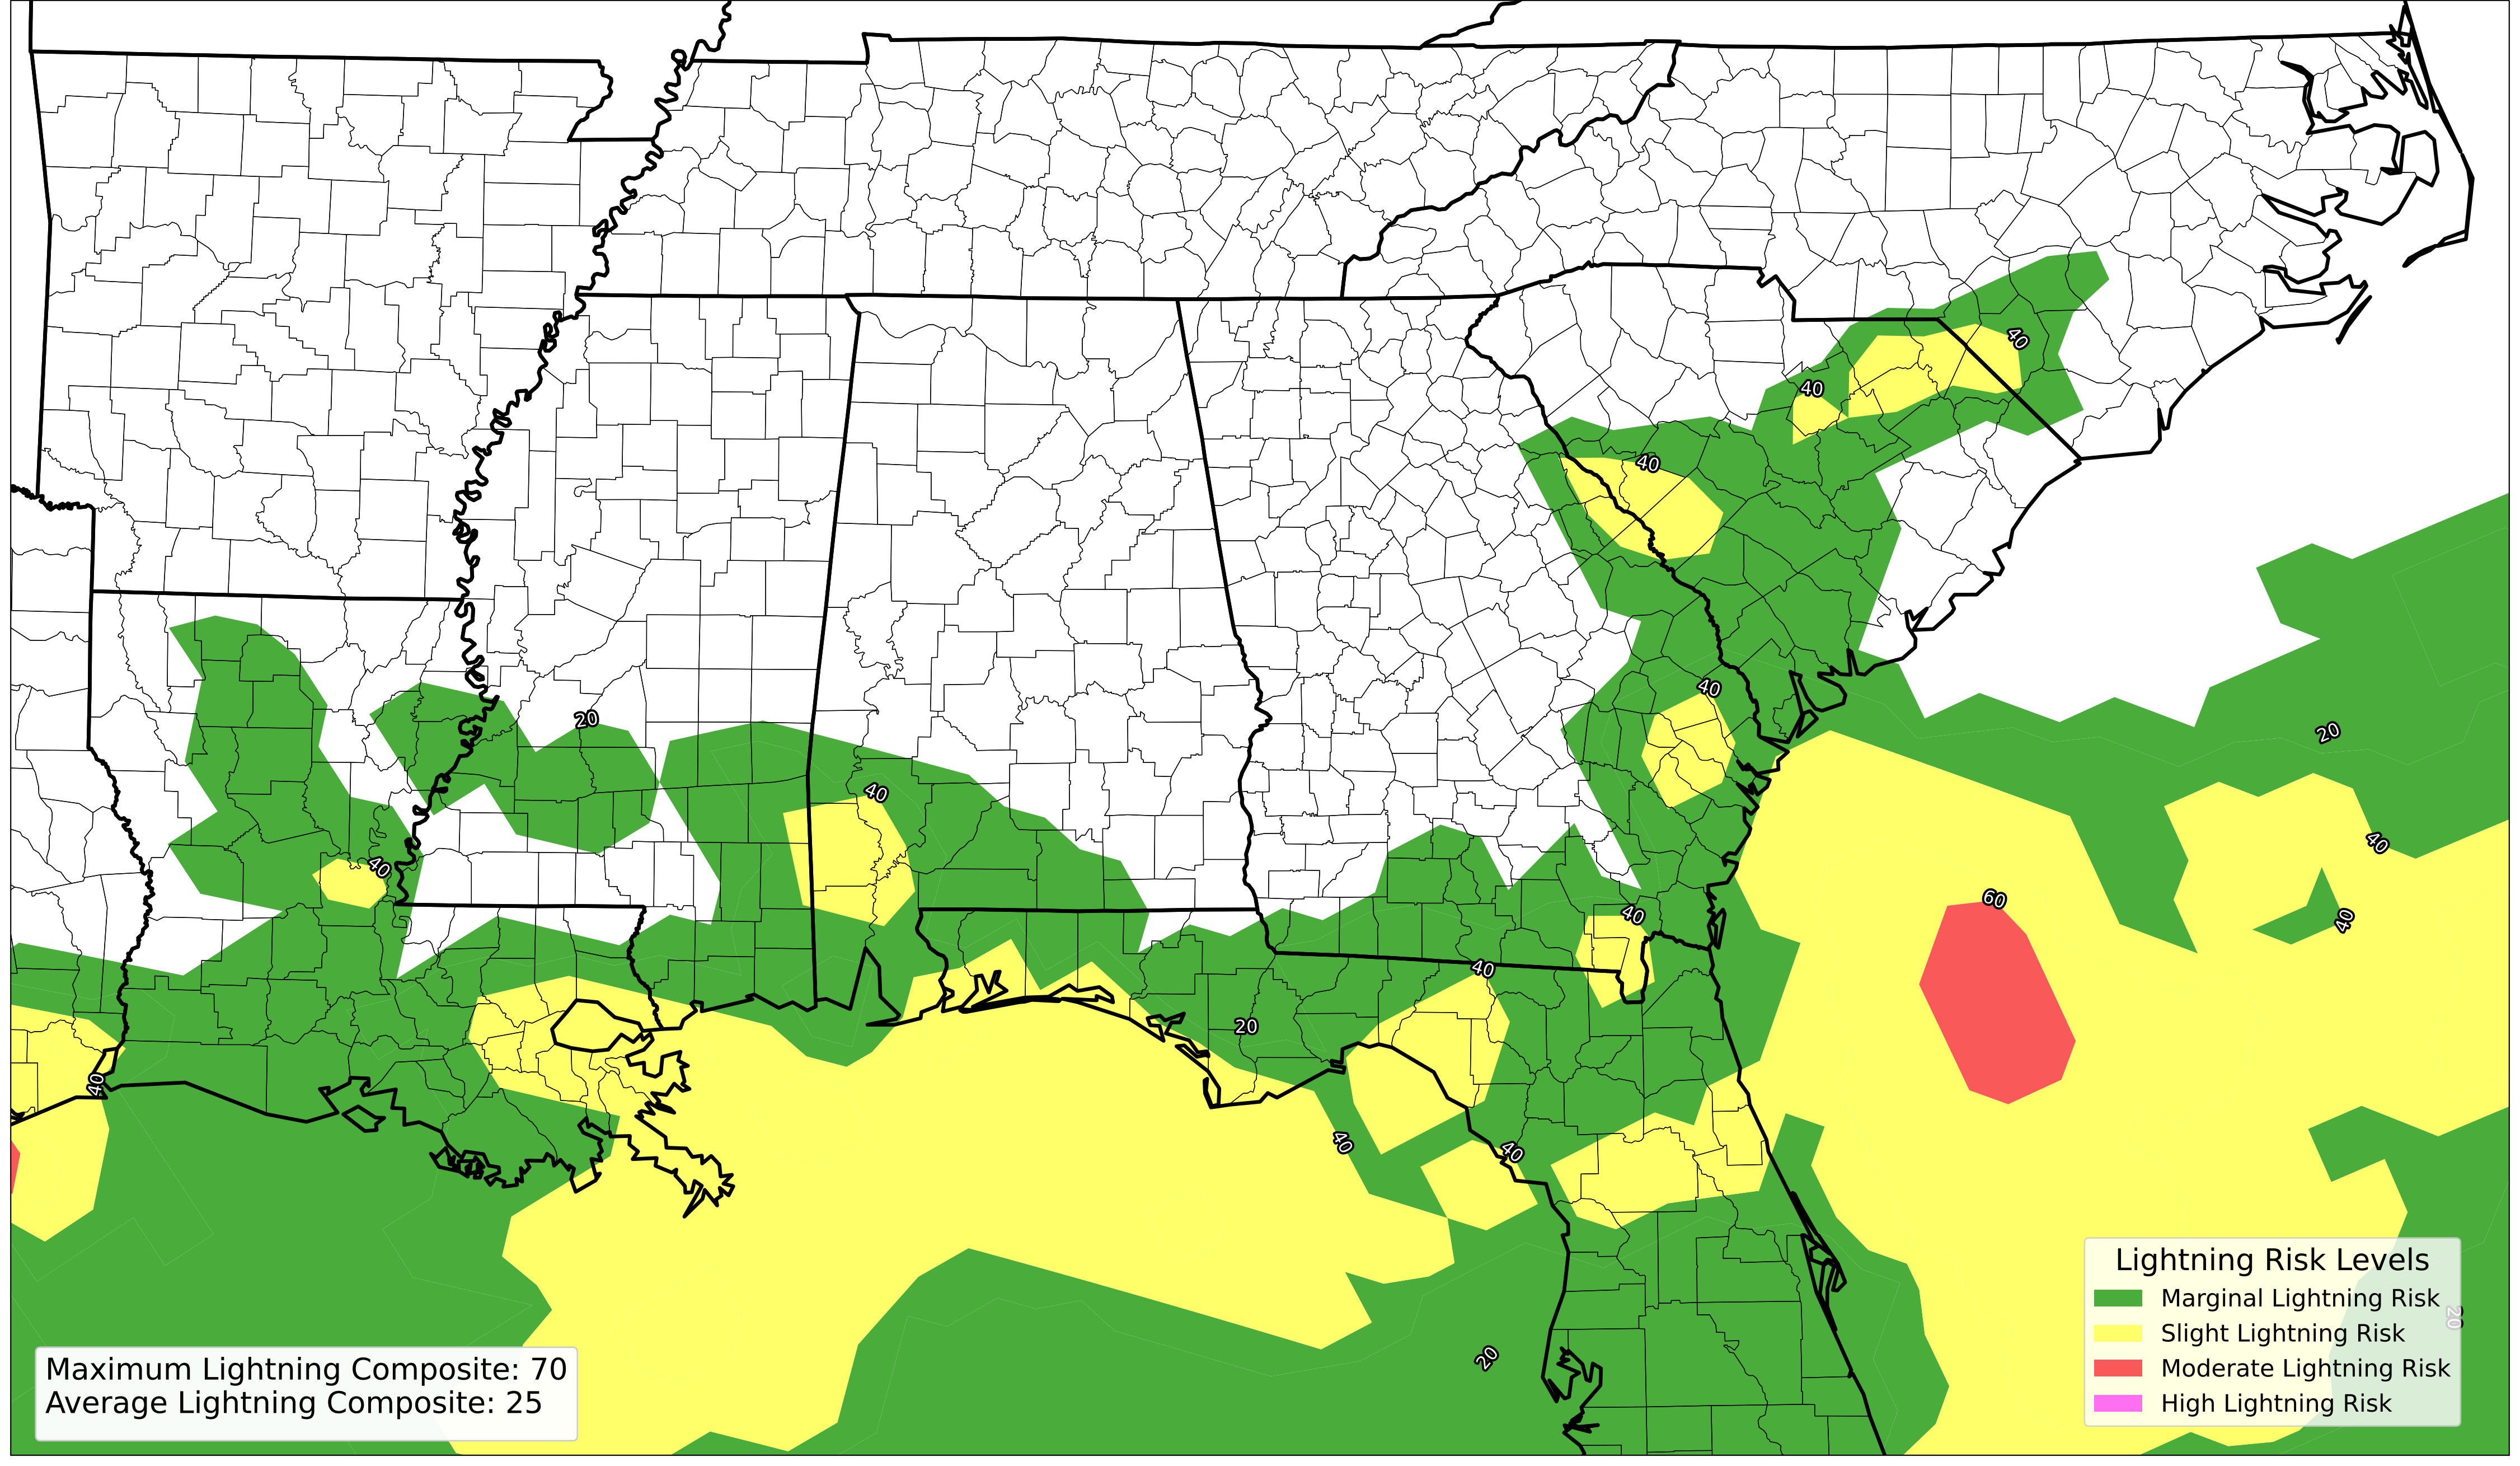 40
40
40
40
20
40
40
20
60
40
40
40
40
20
40
40
40
20
20
Lightning Risk Levels
Marginal Lightning Risk
Slight Lightning Risk
Moderate Lightning Risk
High Lightning Risk
20
Maximum Lightning Composite: 70
Average Lightning Composite: 25